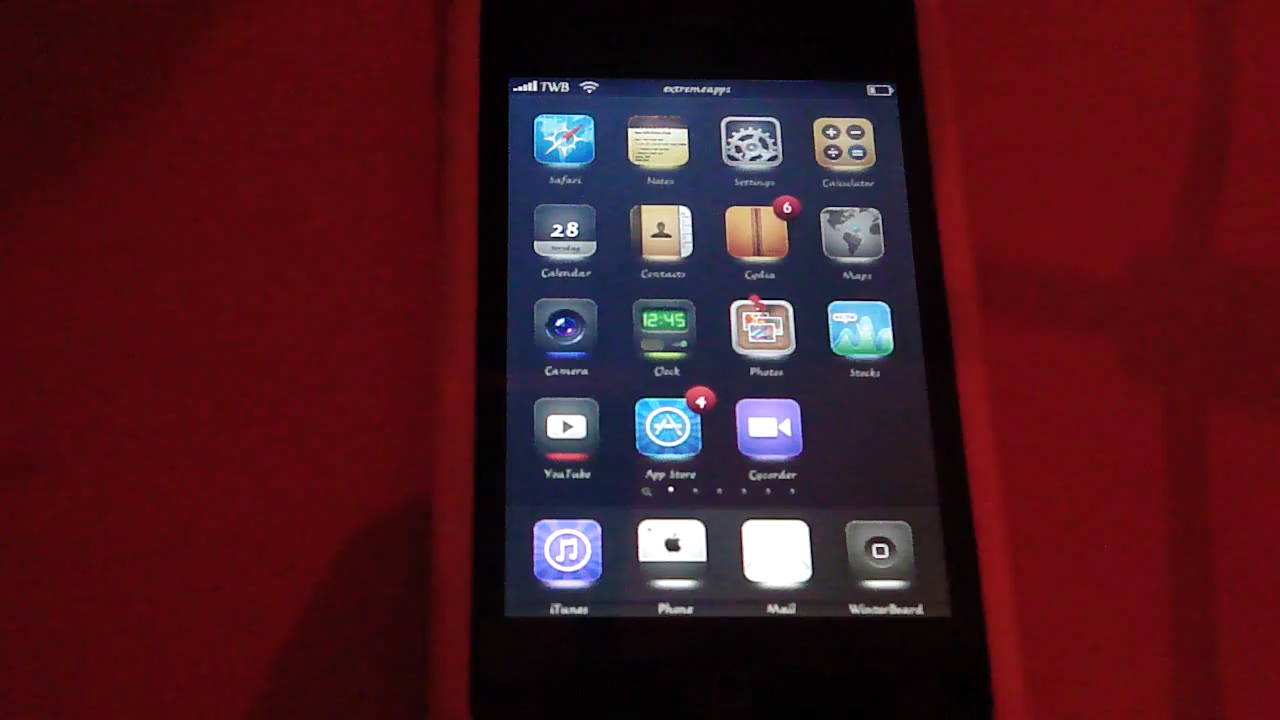 TWB extremeapps
Safari Notes Settings Calculator
28
Calendar Contacts 6 Cydia Maps
12:45
Camera Clock Photos Stocks
4
YouTube App Store Cycorder
iTunes Phone Mail WinterBoard